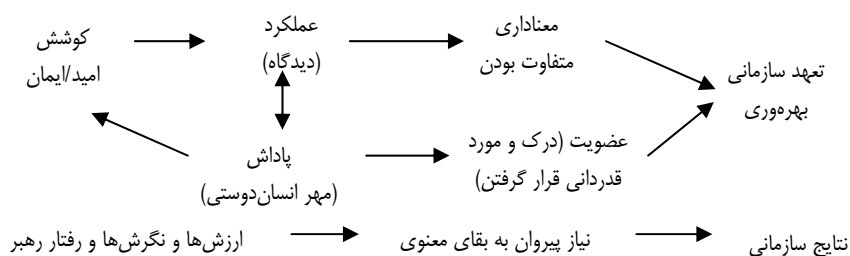 کوشش
امید/ایمان
عملکرد
(دیدگاه)
معناداری
متفاوت بودن
تعهد سازمانی
بهره‌وری
پاداش
(مهر انسان‌دوستی)
عضویت (درک و مورد
قدردانی قرار گرفتن)
ارزش‌ها و نگرش‌ها و رفتار رهبر
نیاز پیروان به بقای معنوی
نتایج سازمانی